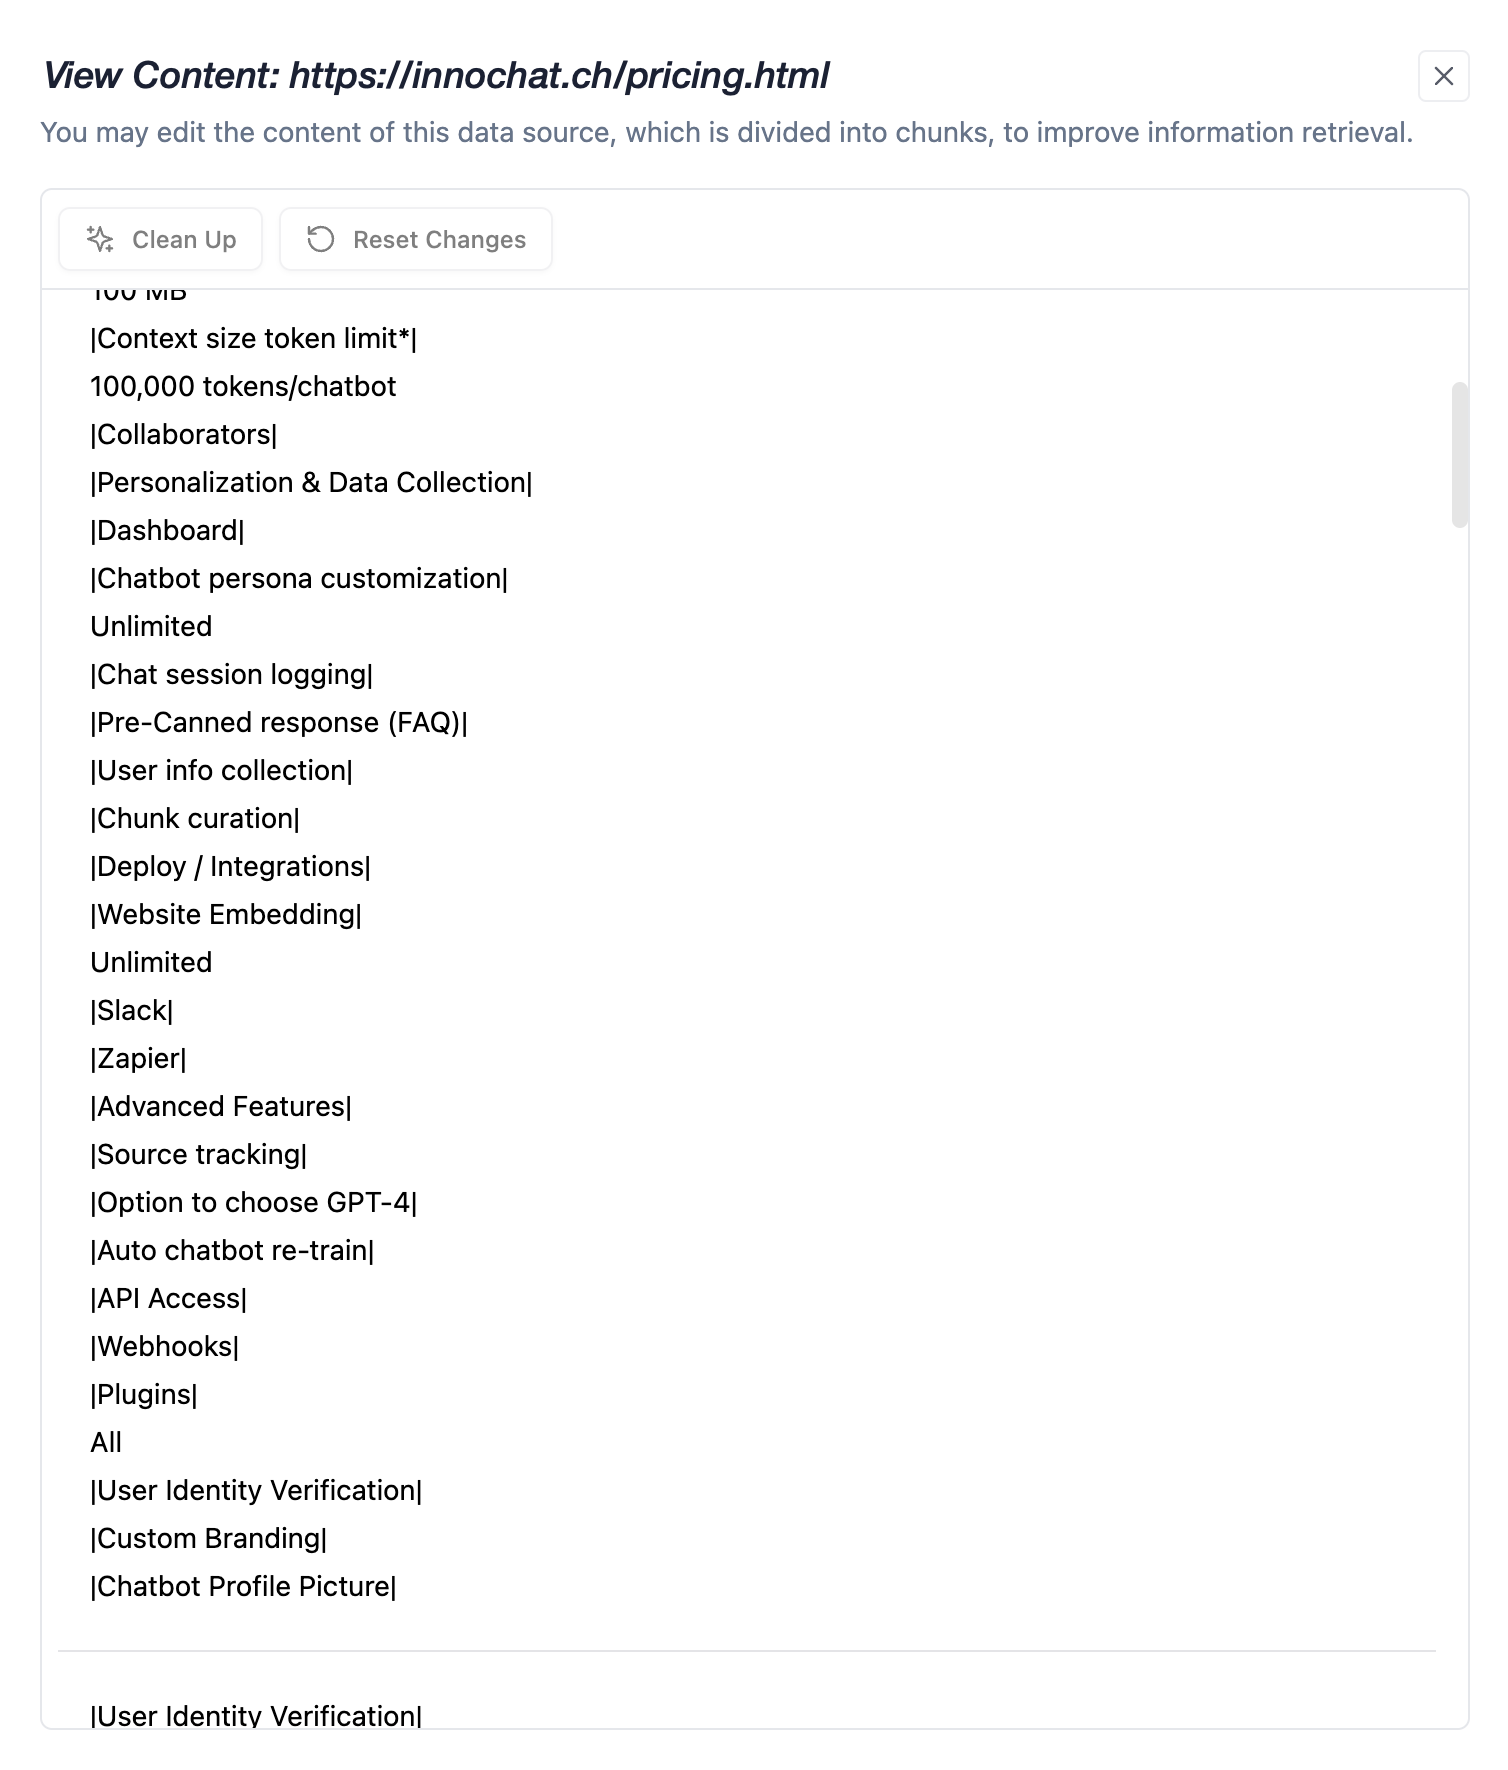 View Content: https://innochat.ch/pricing.html
You may edit the content of this data source, which is divided into chunks, to improve information retrieval.
Clean Up
Reset Changes
100 MB
|Context size token limit*|
100,000 tokens/chatbot
|Collaborators|
|Personalization & Data Collection|
|Dashboard|
|Chatbot persona customization|
Unlimited
|Chat session logging|
|Pre-Canned response (FAQ)|
|User info collection|
|Chunk curation|
|Deploy / Integrations|
|Website Embedding|
Unlimited
|Slack|
|Zapier|
|Advanced Features|
|Source tracking|
|Option to choose GPT-4|
|Auto chatbot re-train|
|API Access|
|Webhooks|
|Plugins|
All
|User Identity Verification|
|Custom Branding|
|Chatbot Profile Picture|
|User Identity Verification|